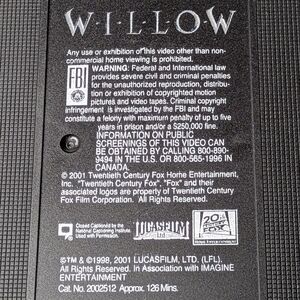 WILLOW
Any use or exhibition of this video other than non-
commercial home viewing is prohibited.
FBI
WARNING: Federal and International law
provides severe civil and criminal penalties
for the unauthorized reproduction, distribu-
tion or exhibition of copyrighted motion
pictures and video tapes. Criminal copyright
infringement is investigated by the FBI and may
constitute a felony with maximum penalty of up to five
years in prison and/or a $250,000 fine.
INFORMATION ON PUBLIC
SCREENINGS OF THIS VIDEO CAN
BE OBTAINED BY CALLING 800-890-
9494 IN THE U.S. OR 800-565-1996 IN
CANADA.
© 2001 Twentieth Century Fox Home Entertainment,
Inc. "Twentieth Century Fox", "Fox" and their
associated logos are property of Twentieth Century
Fox Film Corporation. All Rights Reserved.
Closed Captioned by the
National Captioning Institute.
Used with Permission.
LUCASFILM
Ltd
20th
CENTURY
FOX
©TM & ©1998, 2001 LUCASFILM, LTD. (LFL).
All Rights Reserved. In Association with IMAGINE
ENTERTAINMENT
Cat. No. 2002512 Approx. 126 Mins.